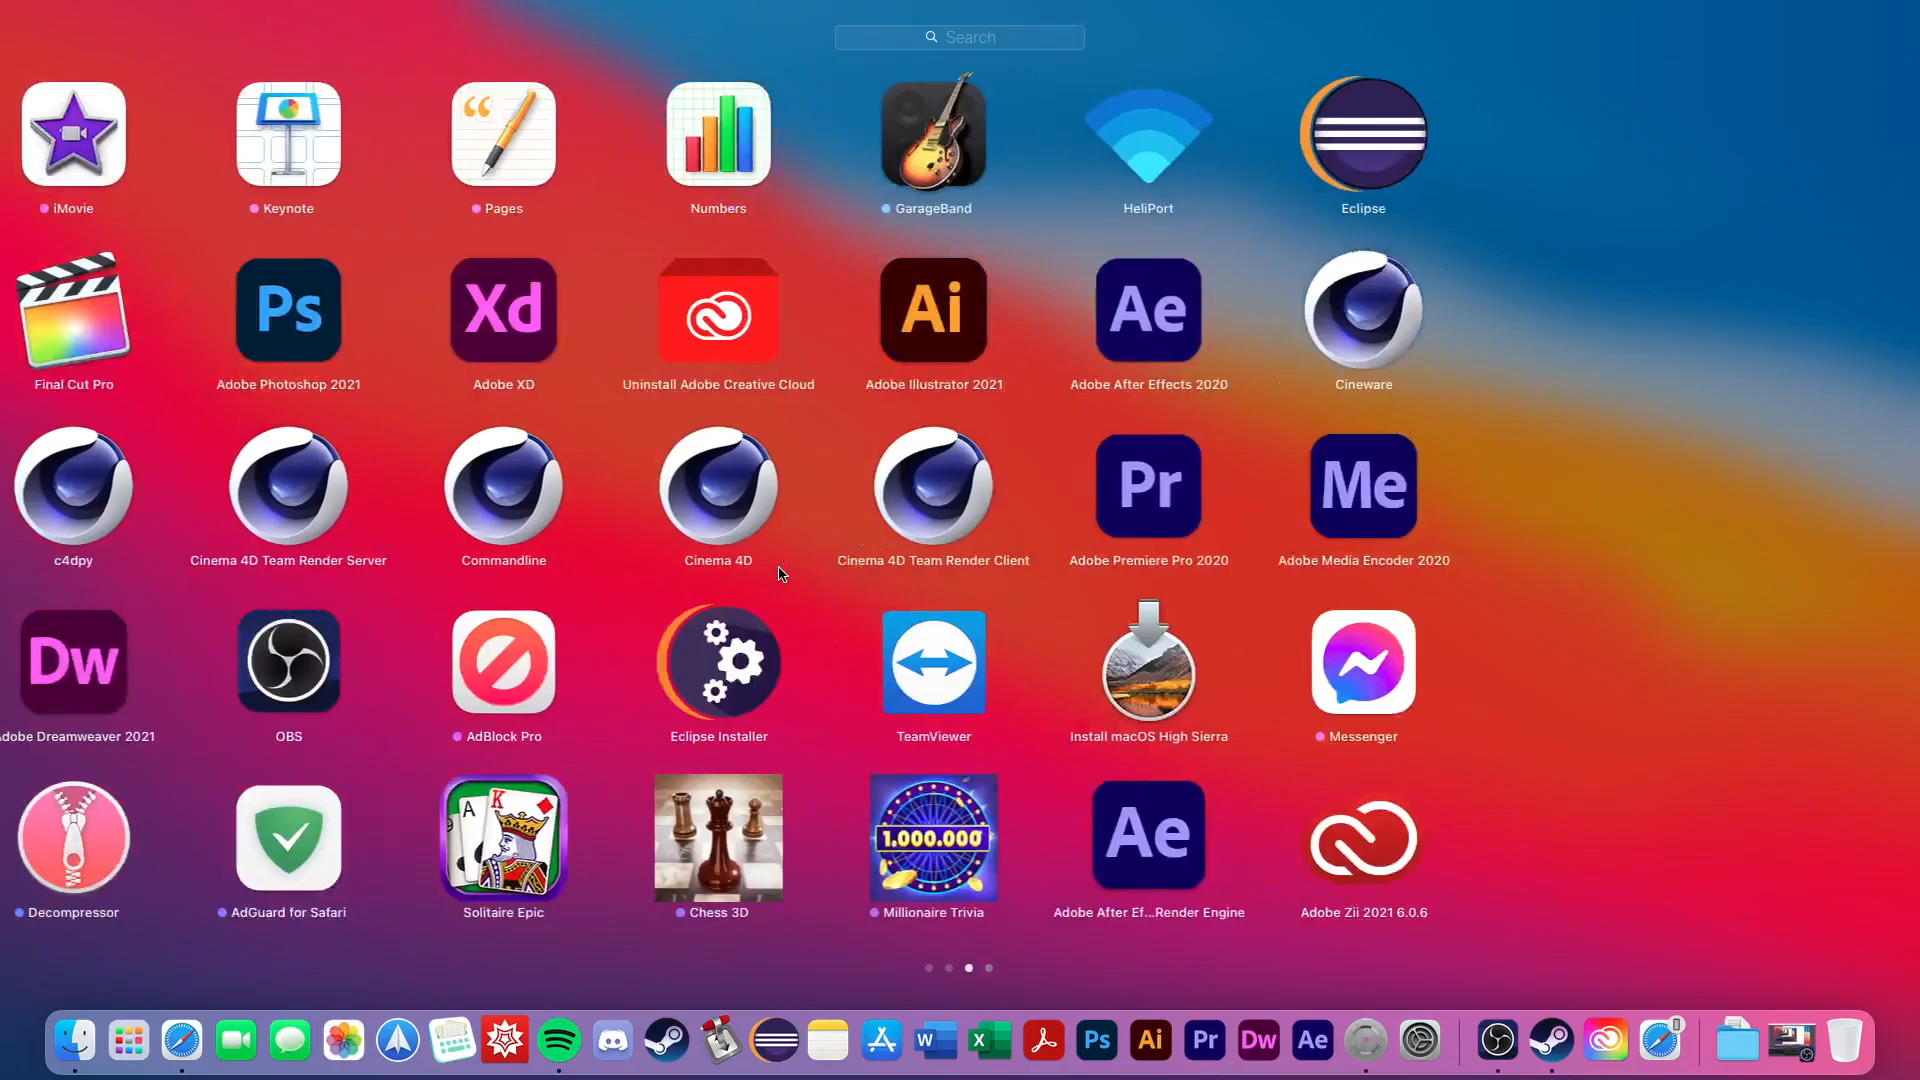 Search
iMovie
Keynote
Pages
Numbers
GarageBand
HeliPort
Eclipse
Ps
Xd
Ai
Ae
Final Cut Pro
Adobe Photoshop 2021
Adobe XD
Uninstall Adobe Creative Cloud
Adobe Illustrator 2021
Adobe After Effects 2020
Cineware
Pr
Me
c4dpy
Cinema 4D Team Render Server
Commandline
Cinema 4D
Cinema 4D Team Render Client
Adobe Premiere Pro 2020
Adobe Media Encoder 2020
Dw
dobe Dreamweaver 2021
OBS
AdBlock Pro
Eclipse Installer
TeamViewer
Install macOS High Sierra
Messenger
A
K
1.000.000
Ae
Decompressor
AdGuard for Safari
Solitaire Epic
Chess 3D
Millionaire Trivia
Adobe After Ef...Render Engine
Adobe Zii 2021 6.0.6
W
X
Ps
Ai
Pr
Dw
Ae